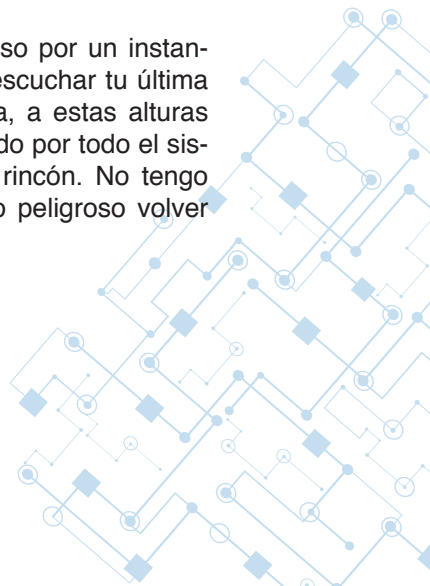 so por un instan-
escuchar tu última
a, a estas alturas
do por todo el sis-
rincón. No tengo
o peligroso volver